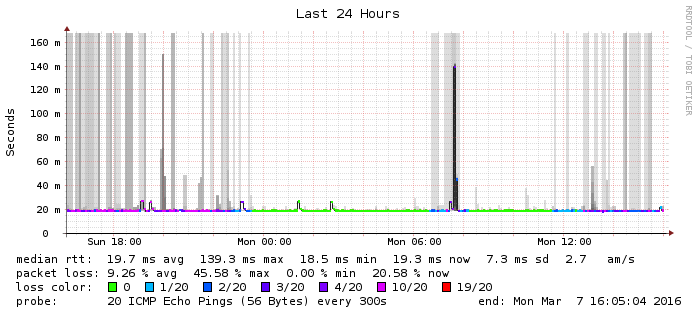 Last 24 Hours
RRDTOOL / TOBI OETIKER
Seconds
160 m
140 m
120 m
100 m
80 m
60 m
40 m
20 m
0
Sun 18:00 Mon 00:00 Mon 06:00 Mon 12:00
median rtt: 19.7 ms avg 139.3 ms max 18.5 ms min 19.3 ms now 7.3 ms sd 2.7 am/s
packet loss: 9.26 % avg 45.58 % max 0.00 % min 20.58 % now
loss color: 0 1/20 2/20 3/20 4/20 10/20 19/20
probe: 20 ICMP Echo Pings (56 Bytes) every 300s end: Mon Mar 7 16:05:04 2016